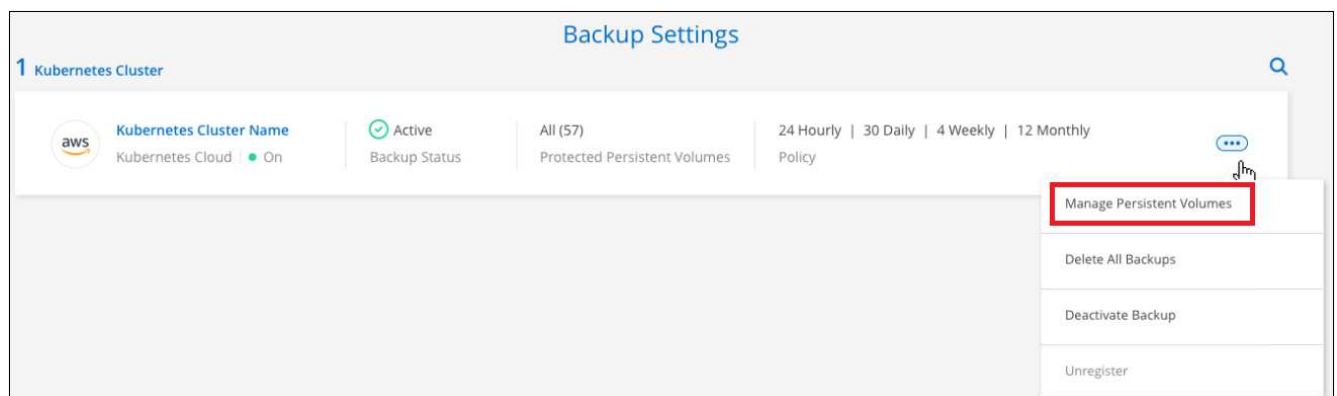 Backup Settings
1 Kubernetes Cluster
aws
Kubernetes Cluster Name
Active
All (57)
24 Hourly | 30 Daily | 4 Weekly | 12 Monthly
Kubernetes Cloud
On
Backup Status
Protected Persistent Volumes
Policy
Manage Persistent Volumes
Delete All Backups
Deactivate Backup
Unregister